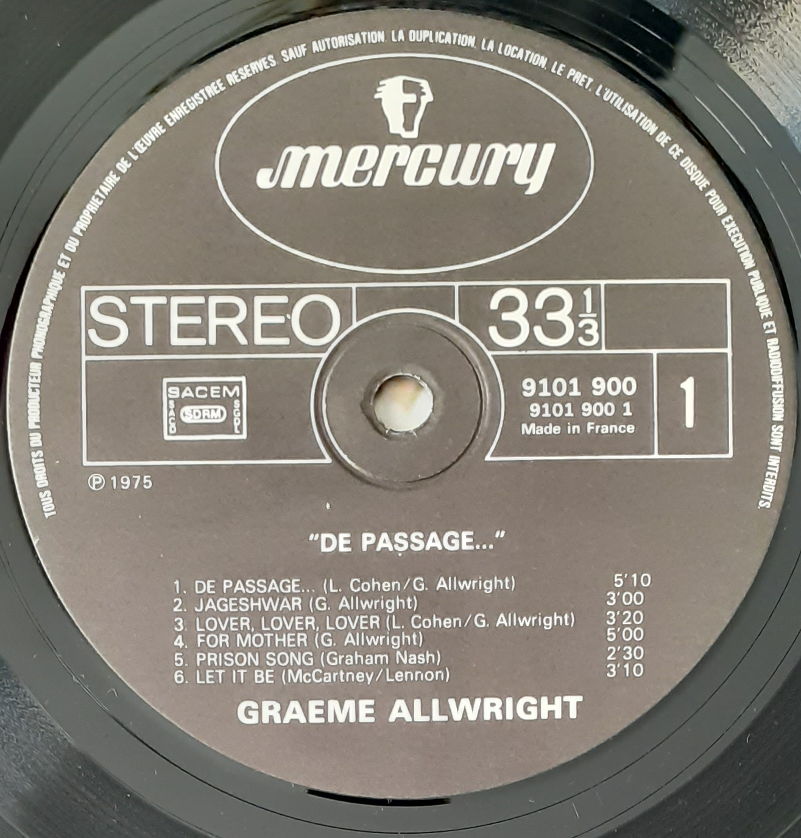 TOUS DROITS DU PRODUCTEUR PHONOGRAPHIQUE ET DU PROPRIETAIRE DE L'ŒUVRE ENREGISTREE RESERVES. SAUF AUTORISATION, LA DUPLICATION, LA LOCATION, LE PRET, L'UTILISATION DE CE DISQUE POUR EXECUTION PUBLIQUE ET RADIODIFFUSION SONT INTERDITS.
mercury
STEREO 33 1/3
SACEM
SACD SDRM SGDL
9101 900
9101 900 1
Made in France
1
℗ 1975
"DE PASSAGE..."
1. DE PASSAGE... (L. Cohen/G. Allwright) 5'10
2. JAGESHWAR (G. Allwright) 3'00
3. LOVER, LOVER, LOVER (L. Cohen/G. Allwright) 3'20
4. FOR MOTHER (G. Allwright) 5'00
5. PRISON SONG (Graham Nash) 2'30
6. LET IT BE (McCartney/Lennon) 3'10
GRAEME ALLWRIGHT